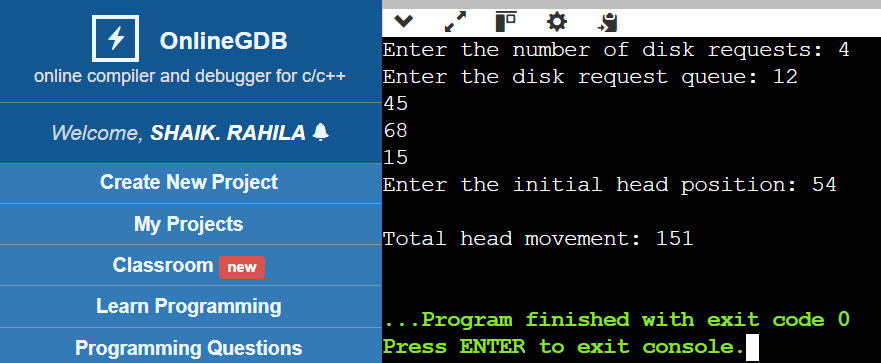 OnlineGDB
online compiler and debugger for c/c++
Welcome, SHAIK. RAHILA
Create New Project
My Projects
Classroom new
Learn Programming
Programming Questions
Enter the number of disk requests: 4
Enter the disk request queue: 12
45
68
15
Enter the initial head position: 54
Total head movement: 151
...Program finished with exit code 0
Press ENTER to exit console.